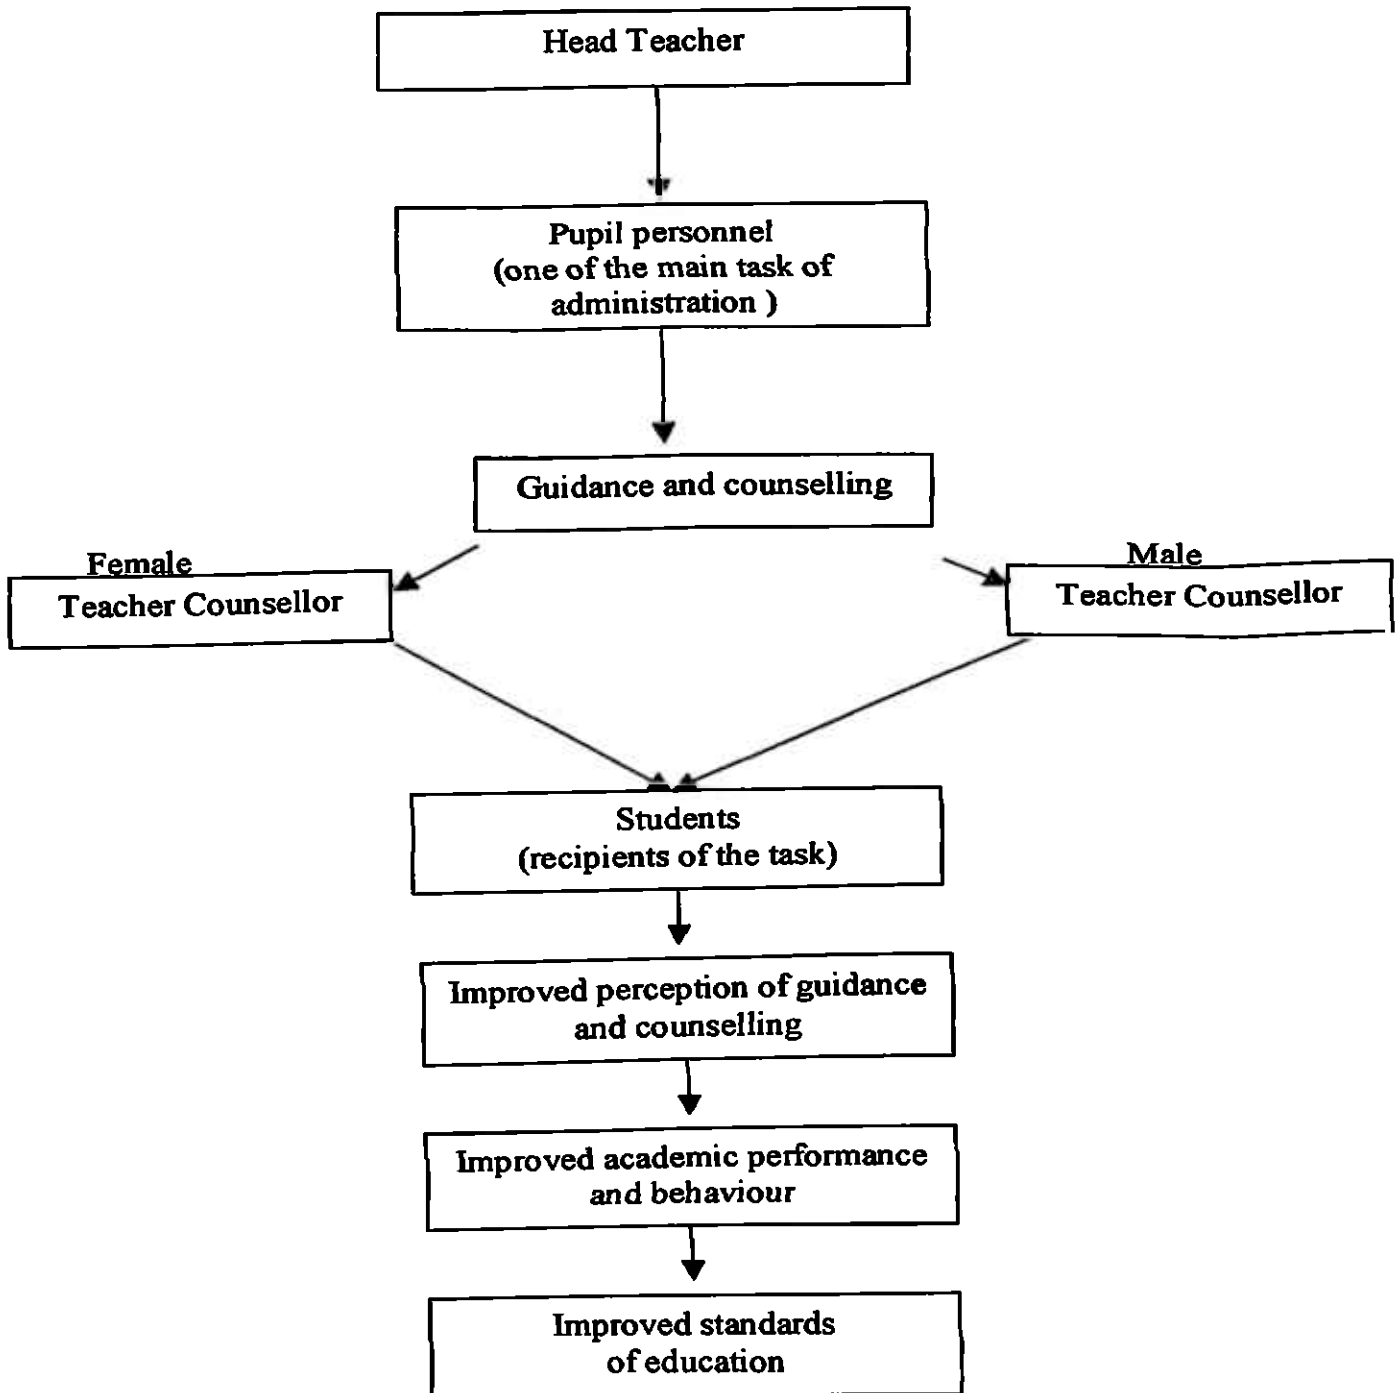 Head Teacher
Pupil personnel
(one of the main task of
administration )
Guidance and counselling
Female
Teacher Counsellor
Male
Teacher Counsellor
Students
(recipients of the task)
Improved perception of guidance
and counselling
Improved academic performance
and behaviour
Improved standards
of education